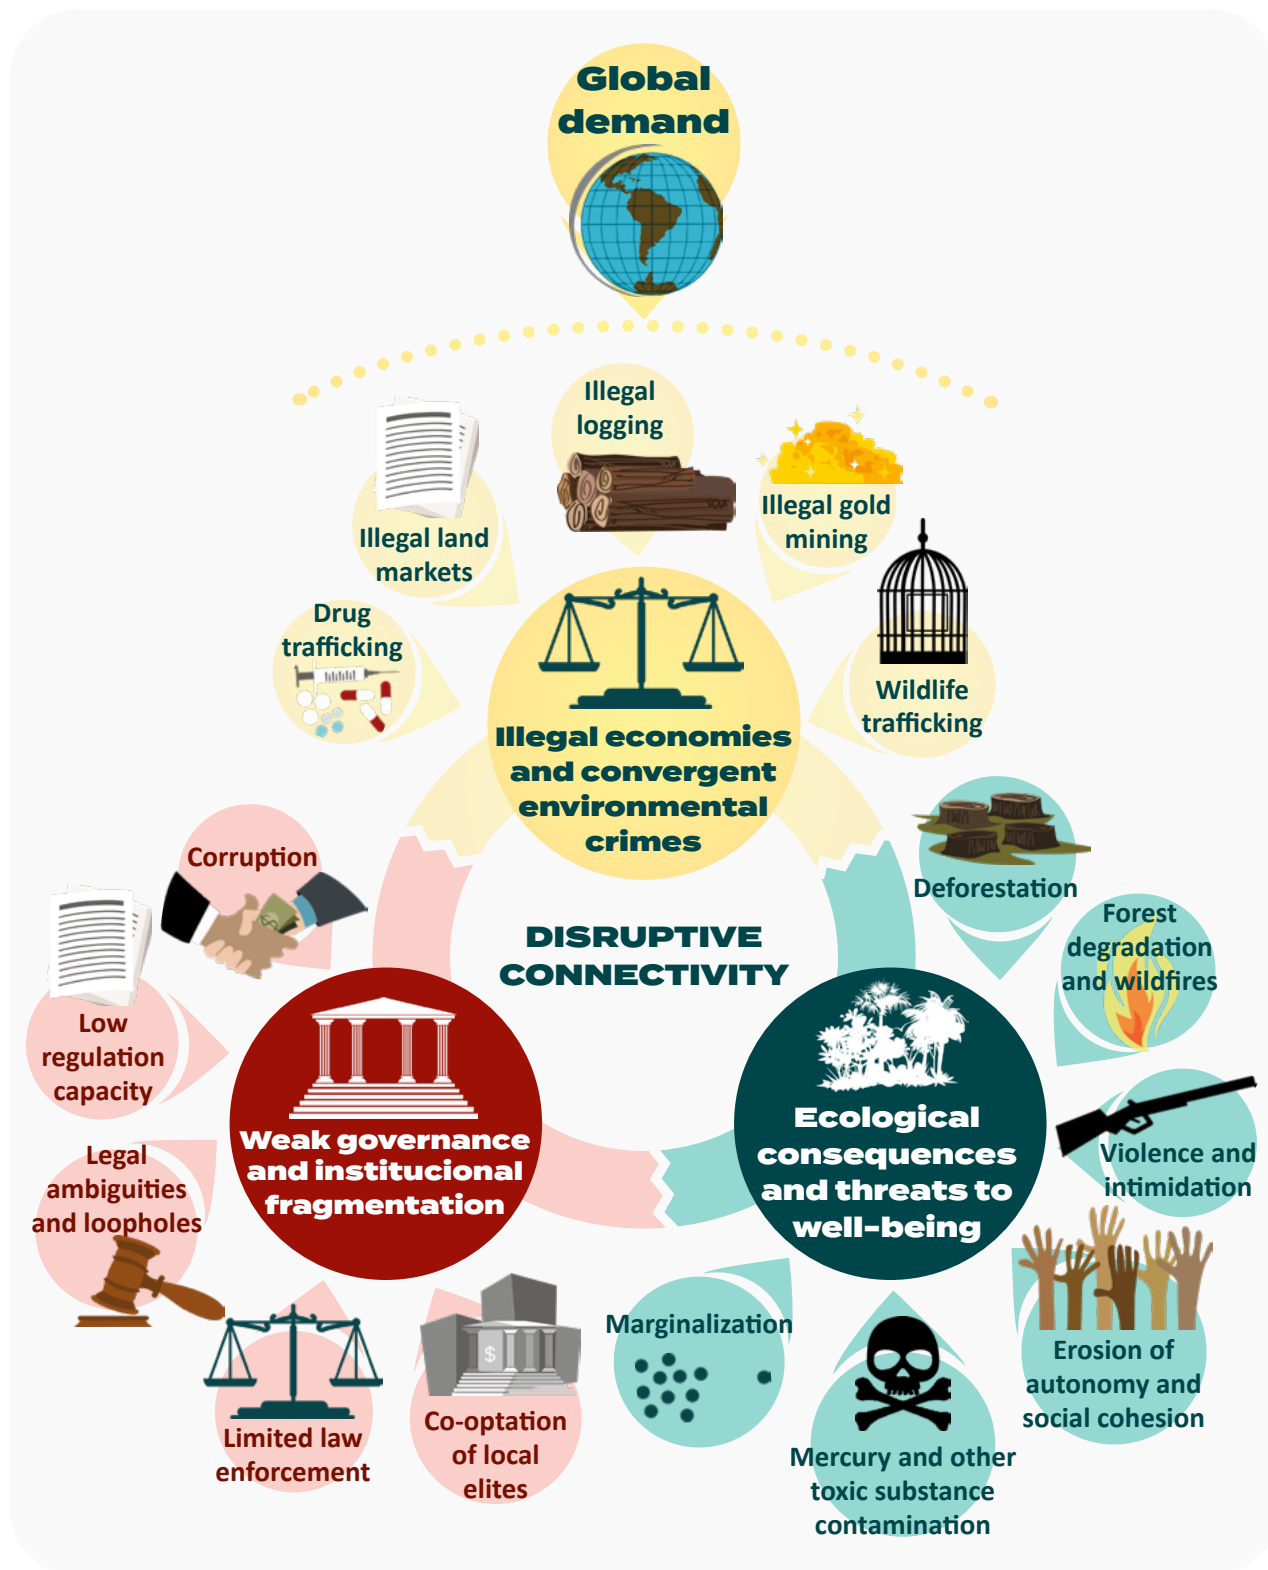 Global
demand
Illegal
logging
Illegal land
markets
Illegal gold
mining
Drug
trafficking
Wildlife
trafficking
Illegal economies
and convergent
environmental
crimes
DISRUPTIVE
CONNECTIVITY
Corruption
Low
regulation
capacity
Legal
ambiguities
and loopholes
Limited law
enforcement
$
Co-optation
of local
elites
Weak governance
and institucional
fragmentation
Deforestation
Forest
degradation
and wildfires
Violence and
intimidation
Erosion of
autonomy and
social cohesion
Mercury and other
toxic substance
contamination
Marginalization
Ecological
consequences
and threats to
well-being